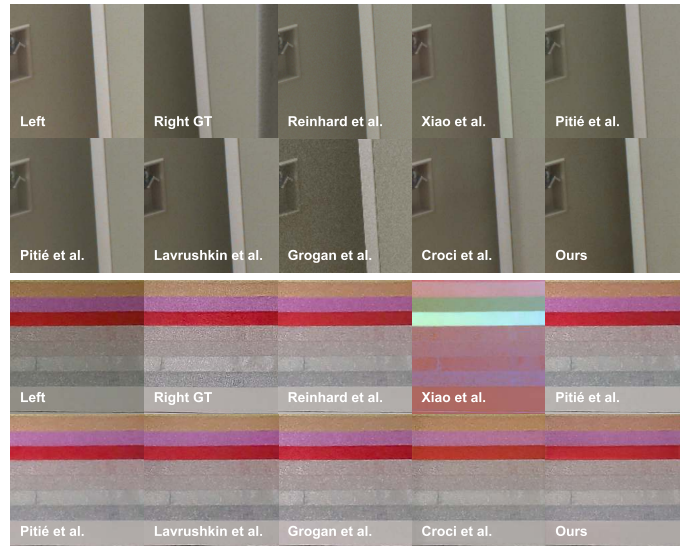 Left
Right GT
Reinhard et al.
Xiao et al.
Pitié et al.
Pitié et al.
Lavrushkin et al.
Grogan et al.
Croci et al.
Ours
Left
Right GT
Reinhard et al.
Xiao et al.
Pitié et al.
Pitié et al.
Lavrushkin et al.
Grogan et al.
Croci et al.
Ours